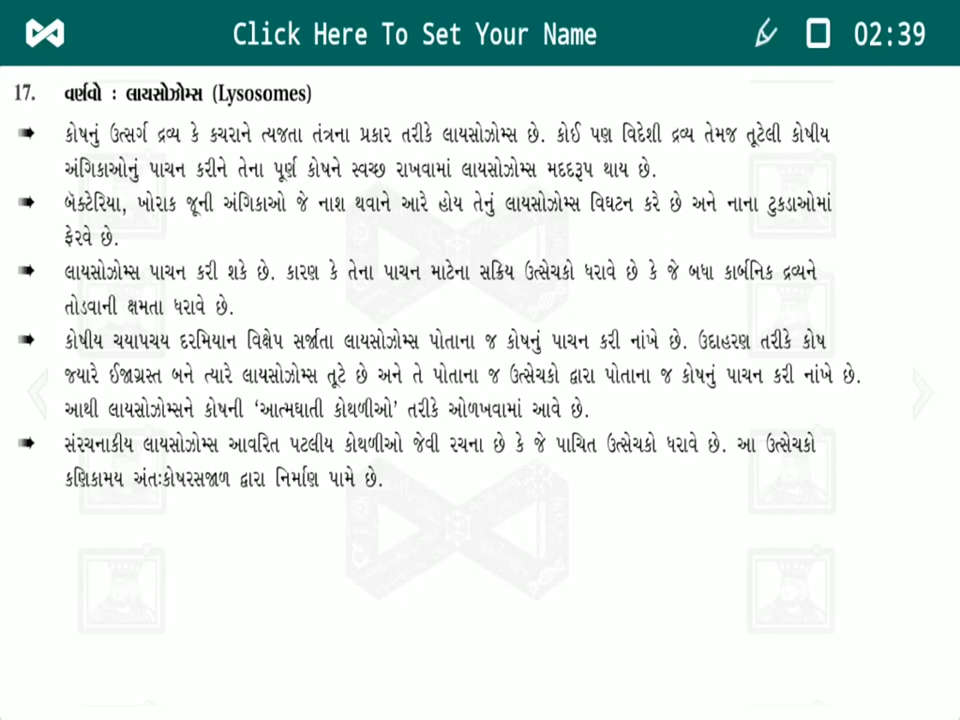 Click Here To Set Your Name
02:39
17. વર્ણવો : લાયસોઝોમ્સ (Lysosomes)
➠ કોષનું ઉત્સર્ગ દ્રવ્ય કે કચરાને ત્યજતા તંત્રના પ્રકાર તરીકે લાયસોઝોમ્સ છે. કોઈ પણ વિદેશી દ્રવ્ય તેમજ તૂટેલી કોષીય
અંગિકાઓનું પાચન કરીને તેના પૂર્ણ કોષને સ્વચ્છ રાખવામાં લાયસોઝોમ્સ મદદરૂપ થાય છે.
➠ બૅક્ટેરિયા, ખોરાક જૂની અંગિકાઓ જે નાશ થવાને આરે હોય તેનું લાયસોઝોમ્સ વિઘટન કરે છે અને નાના ટુકડાઓમાં
ફેરવે છે.
➠ લાયસોઝોમ્સ પાચન કરી શકે છે. કારણ કે તેના પાચન માટેના સક્રિય ઉત્સેચકો ધરાવે છે કે જે બધા કાર્બનિક દ્રવ્યને
તોડવાની ક્ષમતા ધરાવે છે.
➠ કોષીય ચયાપચય દરમિયાન વિક્ષેપ સર્જાતા લાયસોઝોમ્સ પોતાના જ કોષનું પાચન કરી નાંખે છે. ઉદાહરણ તરીકે કોષ
જ્યારે ઈજાગ્રસ્ત બને ત્યારે લાયસોઝોમ્સ તૂટે છે અને તે પોતાના જ ઉત્સેચકો દ્વારા પોતાના જ કોષનું પાચન કરી નાંખે છે.
આથી લાયસોઝોમ્સને કોષની ‘આત્મઘાતી કોથળીઓ’ તરીકે ઓળખવામાં આવે છે.
➠ સંરચનાકીય લાયસોઝોમ્સ આવરિત પટલીય કોથળીઓ જેવી રચના છે કે જે પાચિત ઉત્સેચકો ધરાવે છે. આ ઉત્સેચકો
કણિકામય અંતઃકોષરસજાળ દ્વારા નિર્માણ પામે છે.